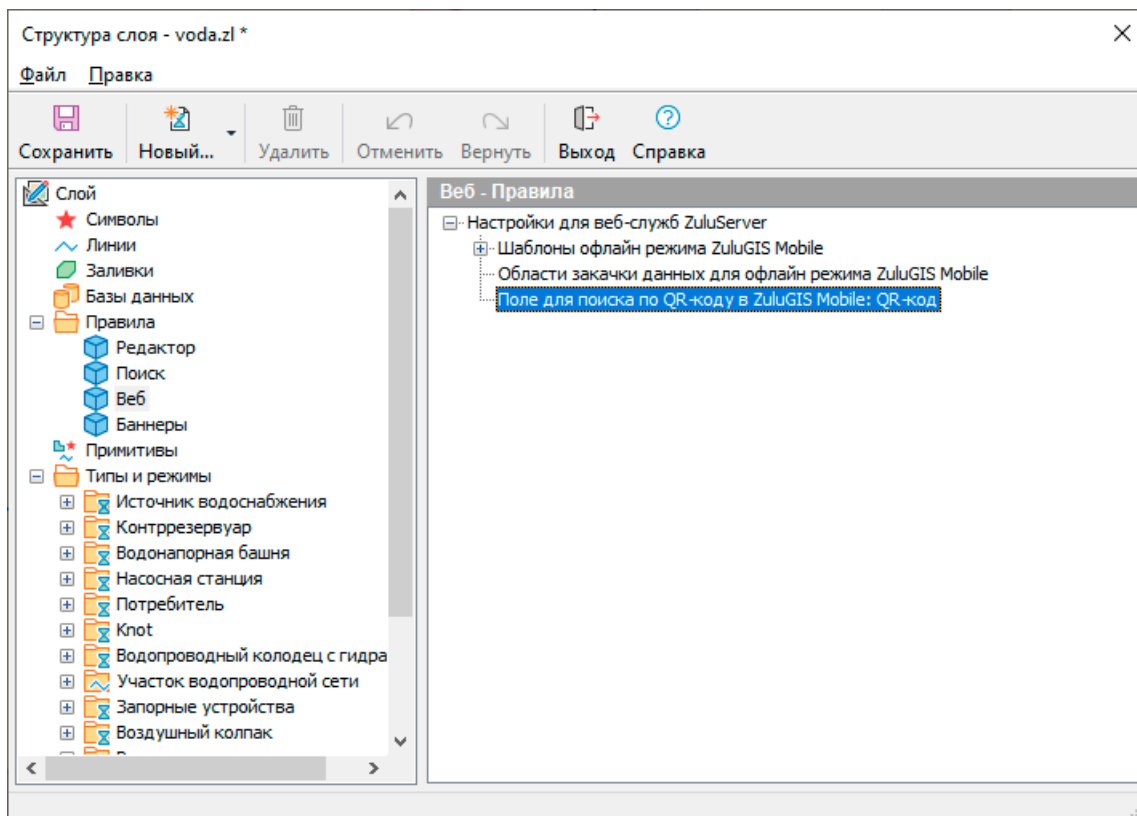 Структура слоя - voda.zl *
Файл Правка
Сохранить Новый... Удалить Отменить Вернуть Выход Справка
Слой
Символы
Линии
Заливки
Базы данных
Правила
Редактор
Поиск
Веб
Баннеры
Примитивы
Типы и режимы
Источник водоснабжения
Контррезервуар
Водонапорная башня
Насосная станция
Потребитель
Knot
Водопроводный колодец с гидра
Участок водопроводной сети
Запорные устройства
Воздушный колпак
Веб - Правила
Настройки для веб-служб ZuluServer
Шаблоны офлайн режима ZuluGIS Mobile
Области закачки данных для офлайн режима ZuluGIS Mobile
Поле для поиска по QR-коду в ZuluGIS Mobile: QR-код